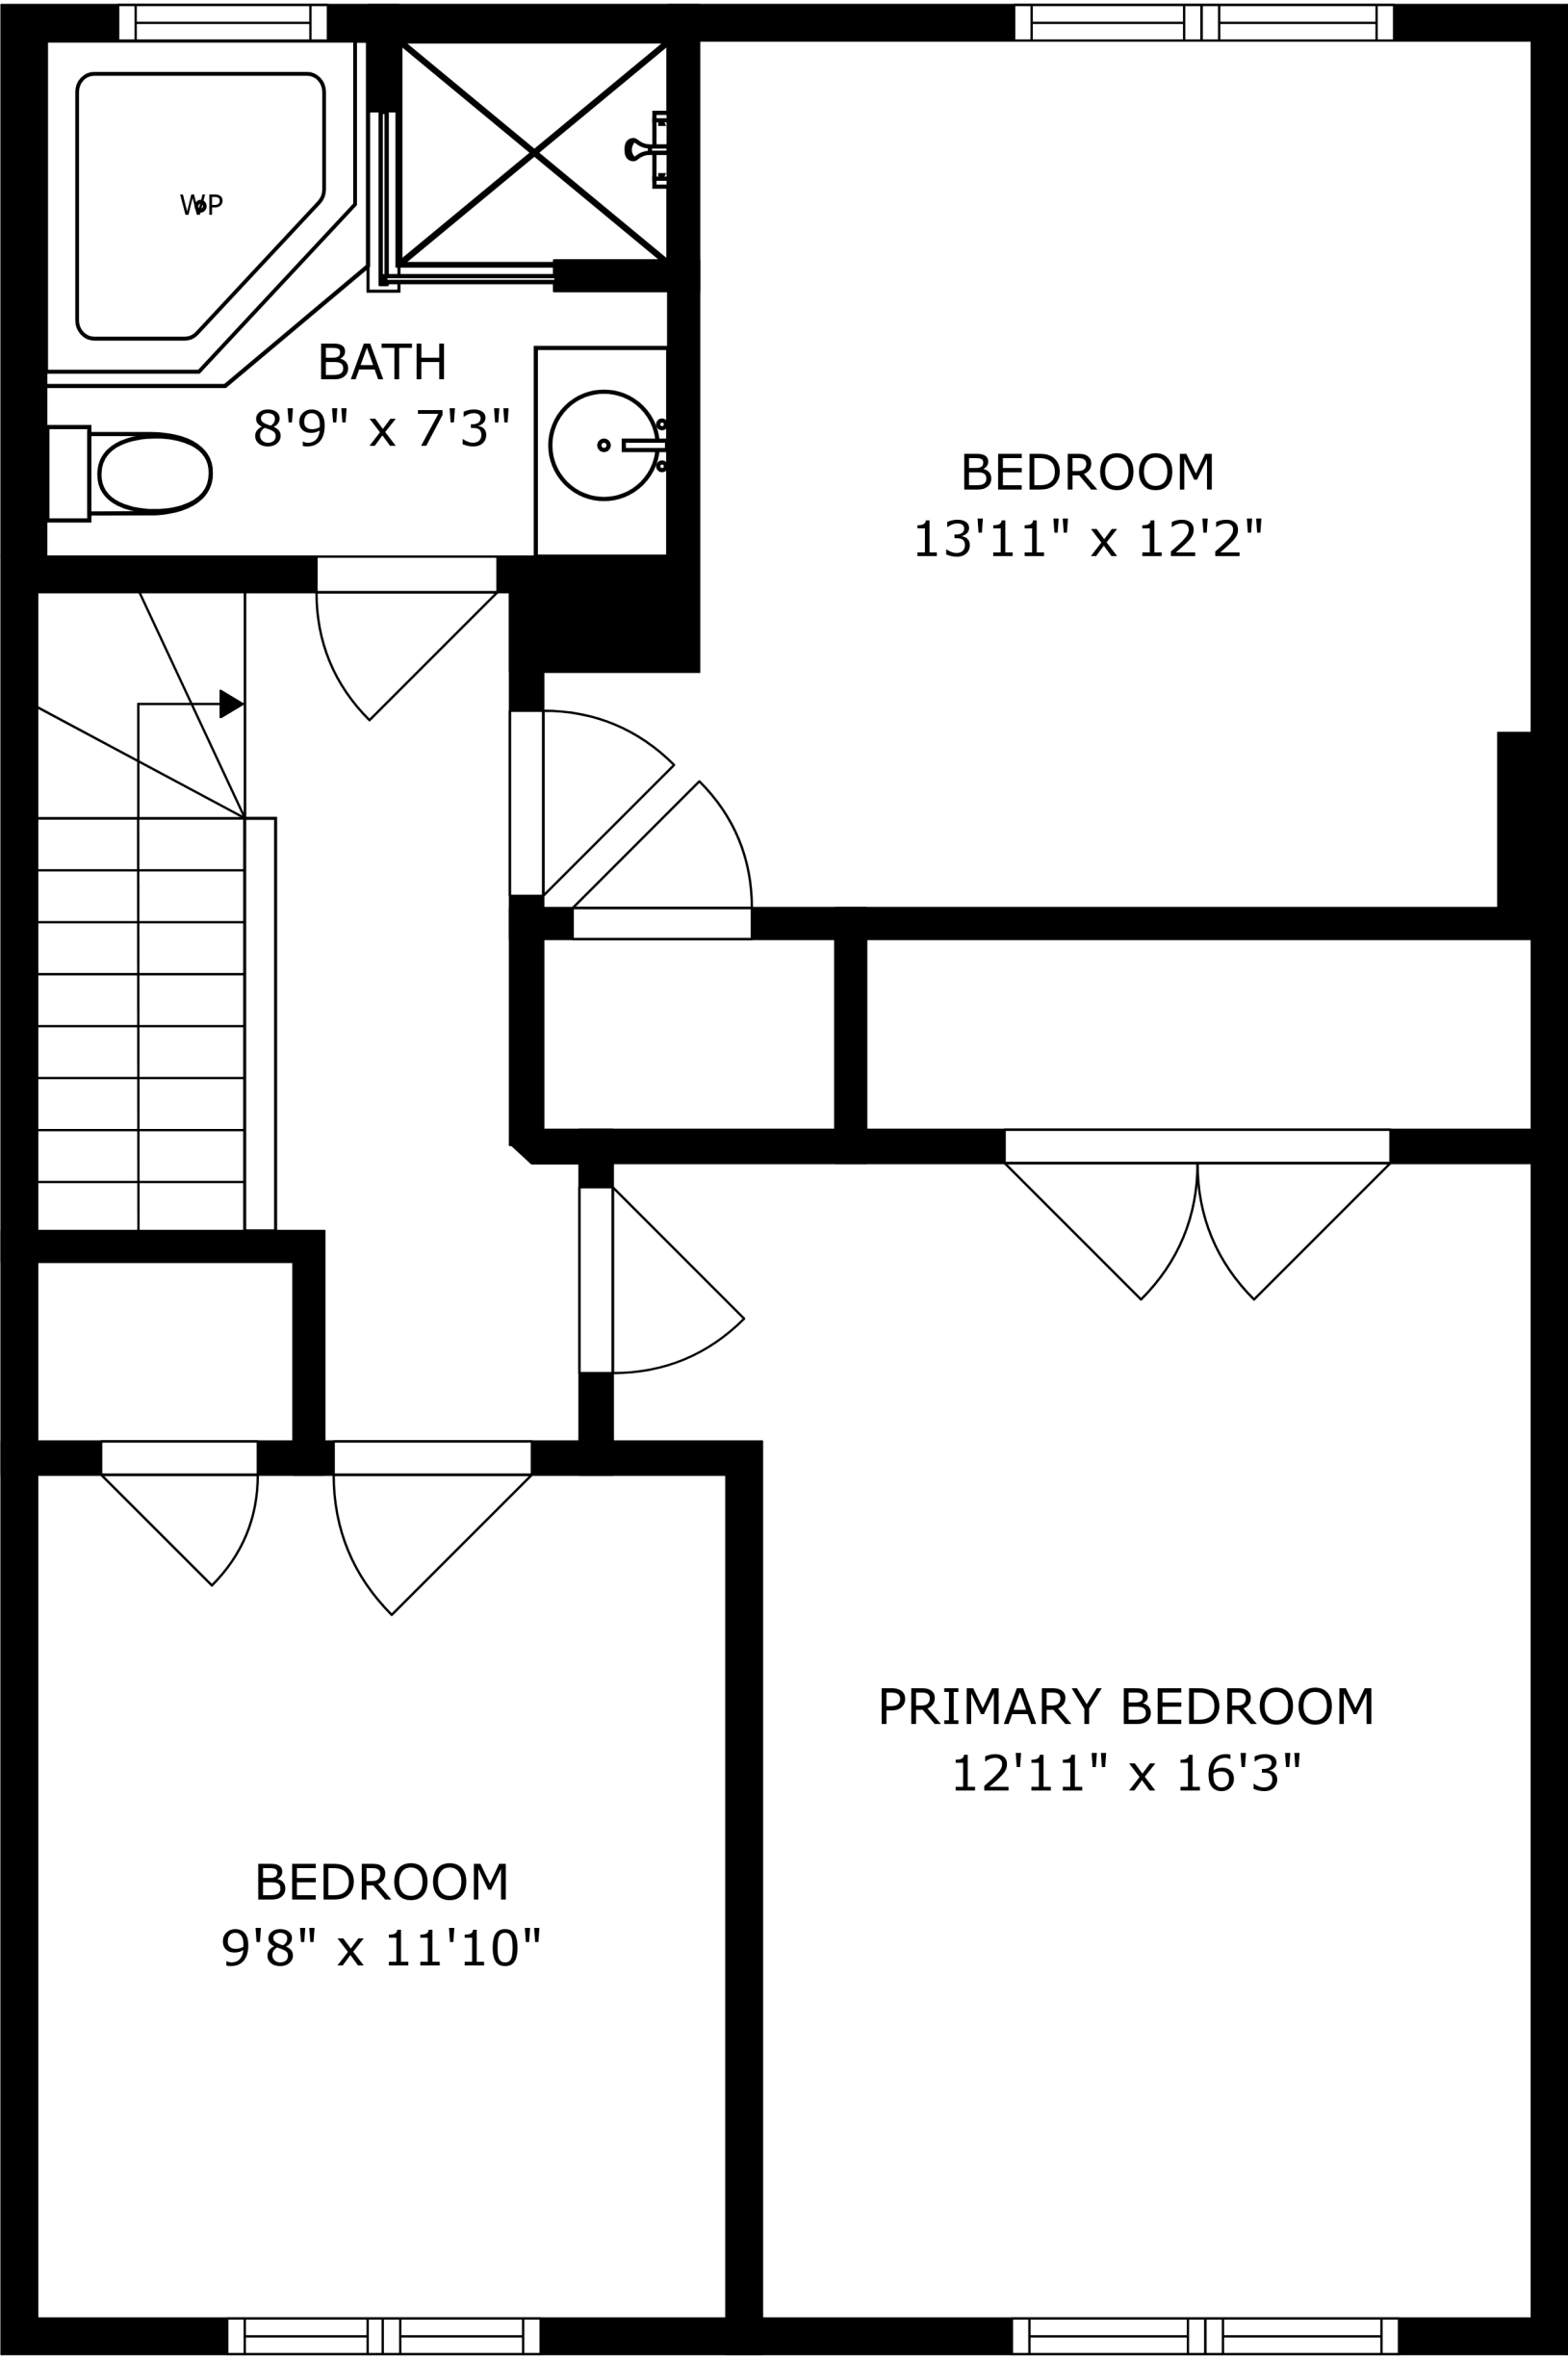 WP
BATH
8'9" x 7'3"
BEDROOM
13'11" x 12'2"
PRIMARY BEDROOM
12'11" x 16'3"
BEDROOM
9'8" x 11'10"